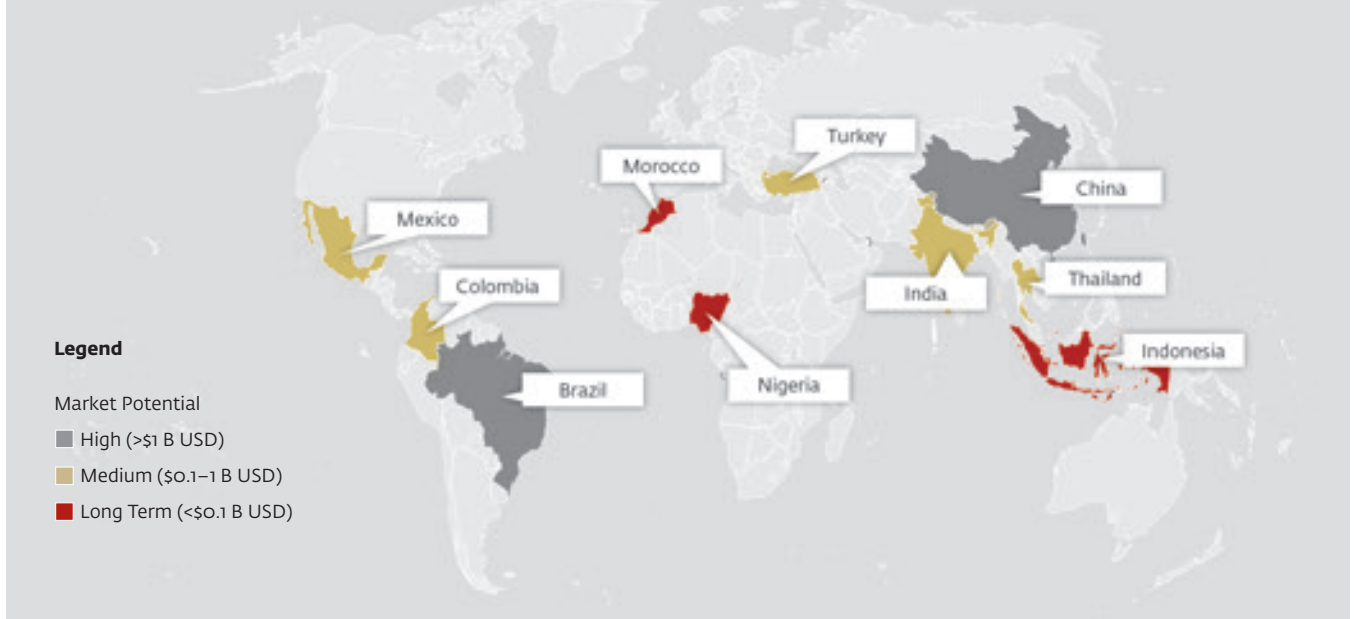 Turkey
Morocco
China
Mexico
Thailand
Colombia
India
Legend
Indonesia
Nigeria
Brazil
Market Potential
High (>$1 B USD)
Medium ($0.1–1 B USD)
Long Term (<$0.1 B USD)